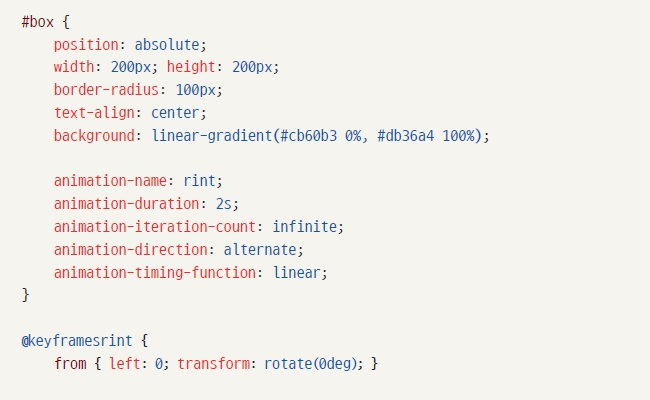 #box {
position: absolute;
width: 200px; height: 200px;
border-radius: 100px;
text-align: center;
background: linear-gradient(#cb60b3 0%, #db36a4 100%);
animation-name: rint;
animation-duration: 2s;
animation-iteration-count: infinite;
animation-direction: alternate;
animation-timing-function: linear;
}
@keyframesrint {
from { left: 0; transform: rotate(0deg); }